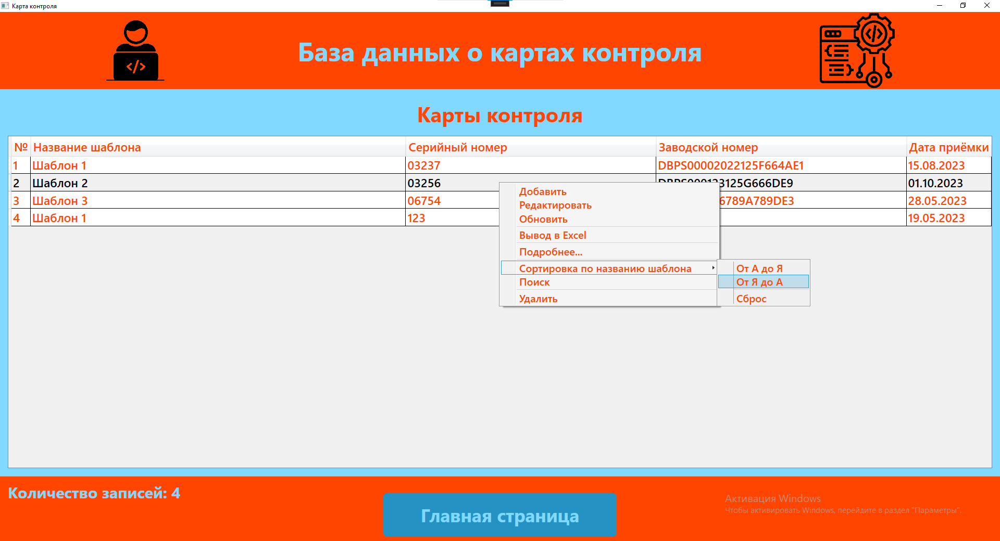 Карта контроля
База данных о картах контроля
Карты контроля
№ Название шаблона Серийный номер Заводской номер Дата приёмки
1 Шаблон 1 03237 DBPS00002022125F664AE1 15.08.2023
2 Шаблон 2 03256 DBPS000123125G666DE9 01.10.2023
3 Шаблон 3 06754 6789A789DE3 28.05.2023
4 Шаблон 1 123 19.05.2023
Добавить
Редактировать
Обновить
Вывод в Excel
Подробнее...
Сортировка по названию шаблона
Поиск
Удалить
От А до Я
От Я до А
Сброс
Количество записей: 4
Главная страница
Активация Windows
Чтобы активировать Windows, перейдите в раздел "Параметры".